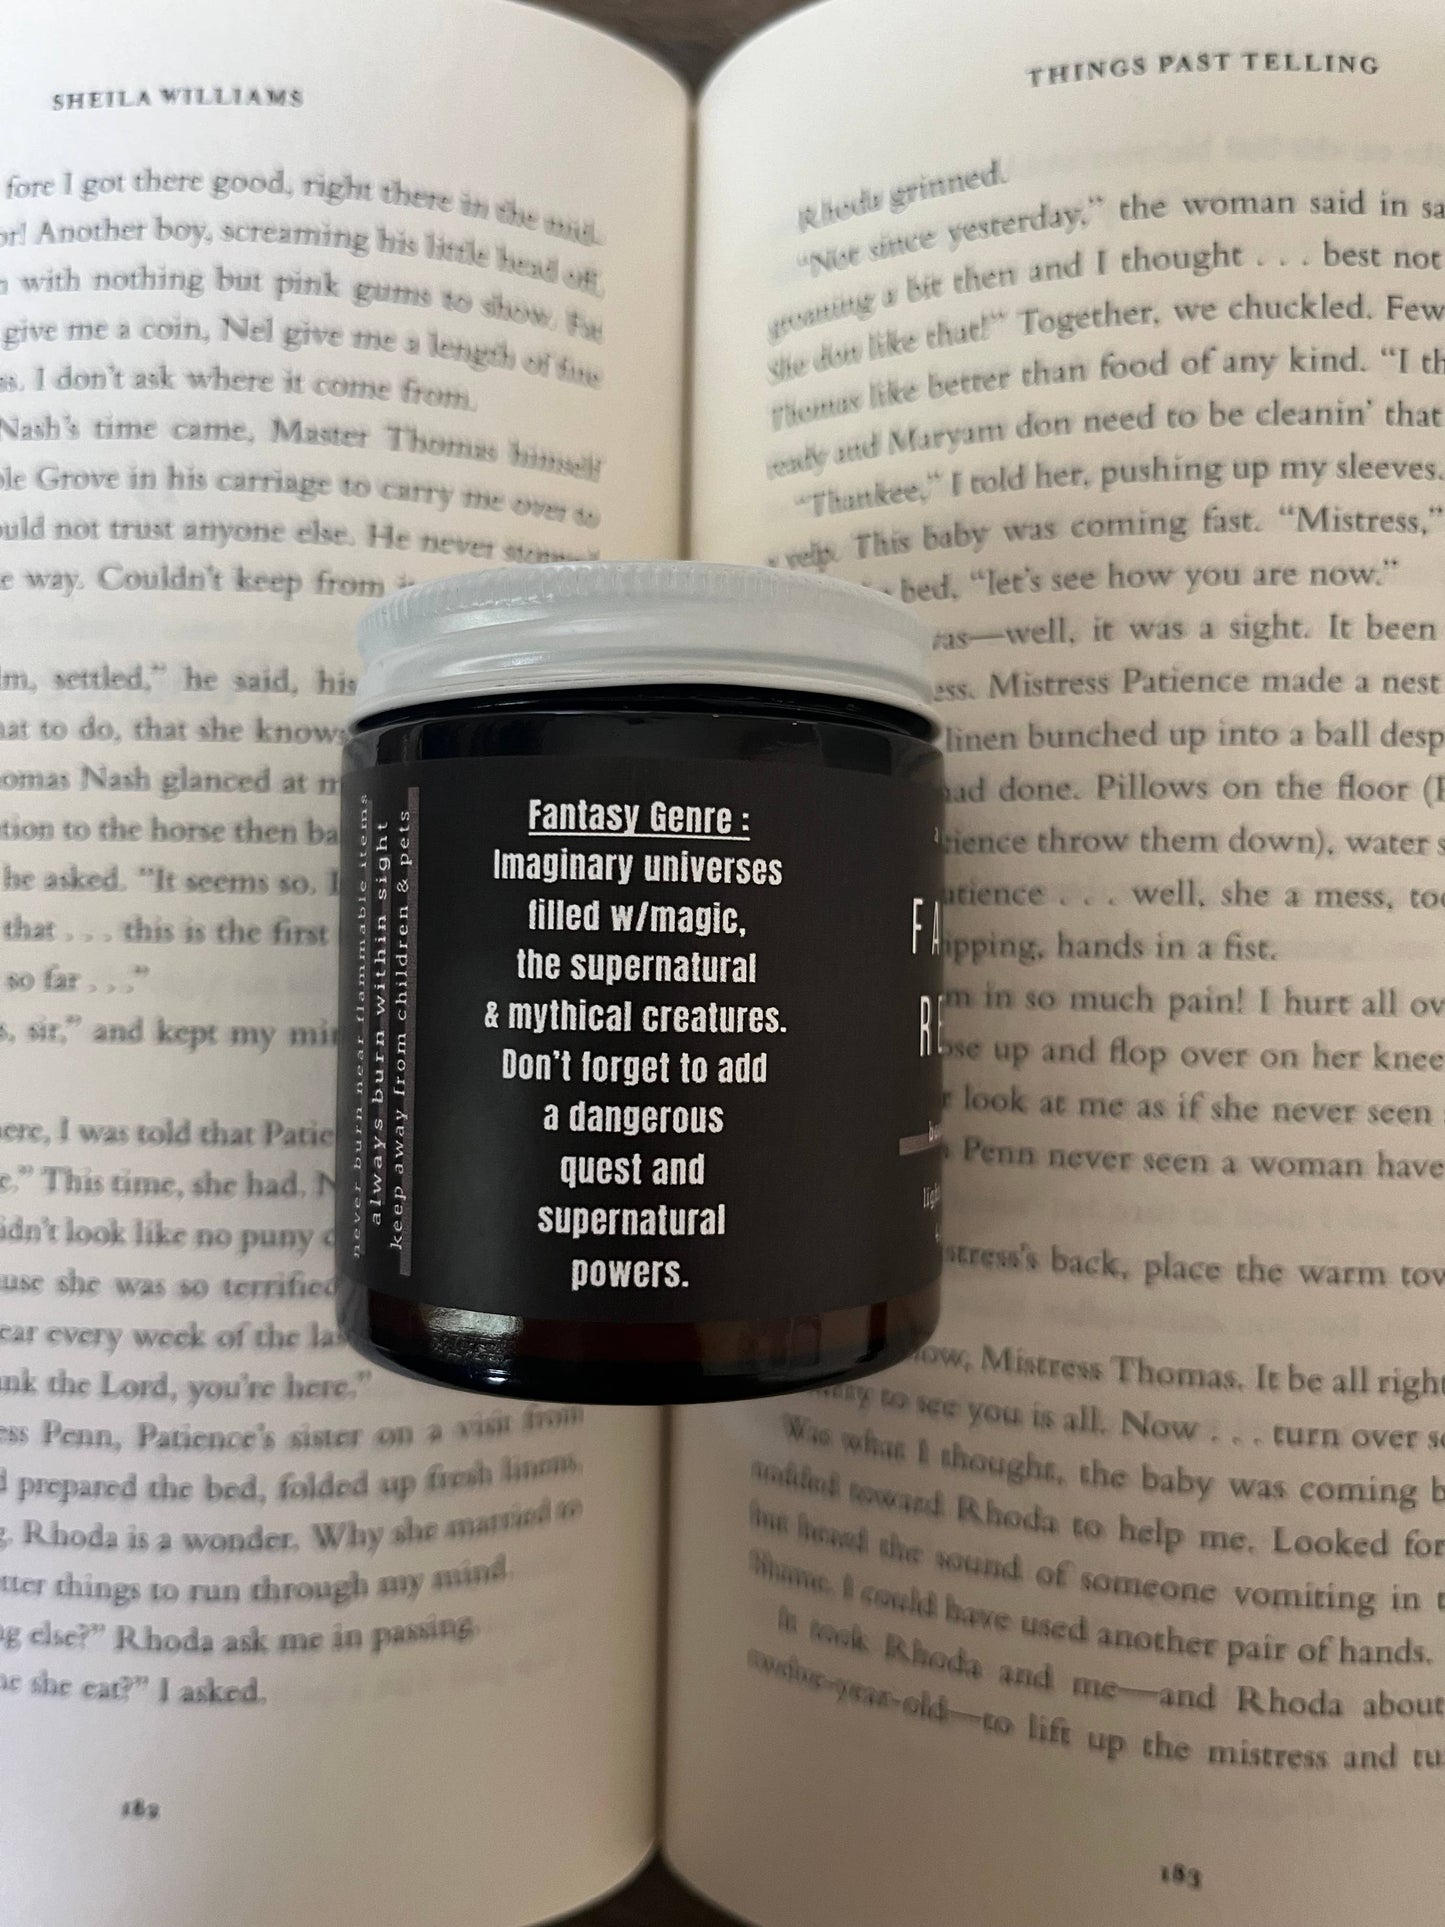 SHEILA WILLIAMS
fore I got there good, right there in the mid-
or! Another boy, screaming his little head off,
with nothing but pink gums to show. Fat
give me a coin, Nel give me a length of fine
I don't ask where it come from.
Nash's time came, Master Thomas himself
Grove in his carriage to carry me over to
not trust anyone else. He never stopped
way. Couldn't keep from
settled," he said, his
to do, that she knows
Nash glanced at
to the horse then
he asked. "It seems so. I
that . . . this is the first
so far . . ."
sir," and kept my
I was told that
This time, she had.
look like no puny
she was so terrified
every week of the
the Lord, you're here."
Penn, Patience's sister on a visit from
prepared the bed, folded up fresh linens,
Rhoda is a wonder. Why she married to
things to run through my mind.
else?" Rhoda ask me in passing.
she eat?" I asked.
182
THINGS PAST TELLING
Rhoda grinned.
"Not since yesterday," the woman said in
groaning a bit then and I thought . . . best not
She don like that!" Together, we chuckled. Few
Thomas like better than food of any kind. "I
ready and Maryam don need to be cleanin' that
"Thankee," I told her, pushing up my sleeves.
yelp. This baby was coming fast. "Mistress,"
bed, "let's see how you are now."
was—well, it was a sight. It been
Mistress Patience made a nest
linen bunched up into a ball
had done. Pillows on the floor
throw them down), water
. . . well, she a mess,
hands in a fist.
in so much pain! I hurt all
up and flop over on her
look at me as if she never seen
Penn never seen a woman have
back, place the warm
now, Mistress Thomas. It be all right
to see you is all. Now . . . turn over
Was what I thought, the baby was coming
nodded toward Rhoda to help me. Looked for
but heard the sound of someone vomiting in
Shame. I could have used another pair of hands.
It took Rhoda and me—and Rhoda about
twelve-year-old—to lift up the mistress and
183
never burn near flammable items
always burn within sight
keep away from children & pets
Fantasy Genre :
Imaginary universes
filled w/magic,
the supernatural
& mythical creatures.
Don't forget to add
a dangerous
quest and
supernatural
powers.